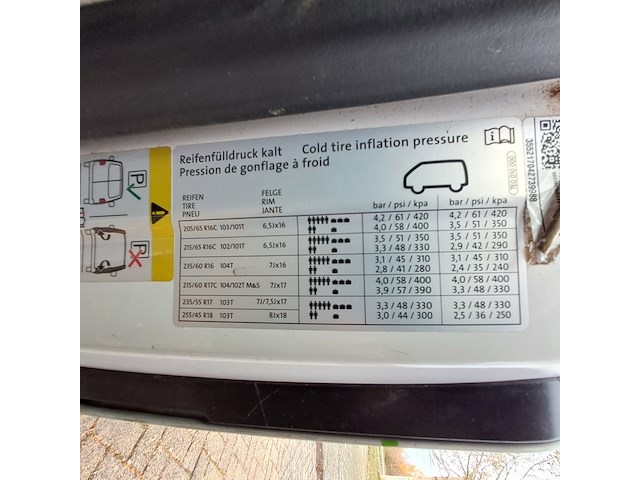 Reifenfülldruck kalt Cold tire inflation pressure
Pression de gonflage à froid
REIFEN FELGE
TIRE RIM
PNEU JANTE bar / psi / kpa bar / psi / kpa
205/65 R16C 103/101T 6,5Jx16 4,2 / 61 / 420 4,2 / 61 / 420
4,0 / 58 / 400 3,5 / 51 / 350
215/65 R16C 102/101T 6,5Jx16 3,5 / 51 / 350 3,5 / 51 / 350
3,3 / 48 / 330 2,9 / 42 / 290
235/60 R16 104T 7Jx16 3,1 / 45 / 310 3,1 / 45 / 310
2,8 / 41 / 280 2,4 / 35 / 240
215/60 R17C 104/102T M&S 7Jx17 4,0 / 58 / 400 4,0 / 58 / 400
3,9 / 57 / 390 3,3 / 48 / 330
235/55 R17 103T 7J/7,5Jx17 3,3 / 48 / 330 3,3 / 48 / 330
255/45 R18 103T 8Jx18 3,0 / 44 / 300 2,5 / 36 / 250
3552170427390988
P